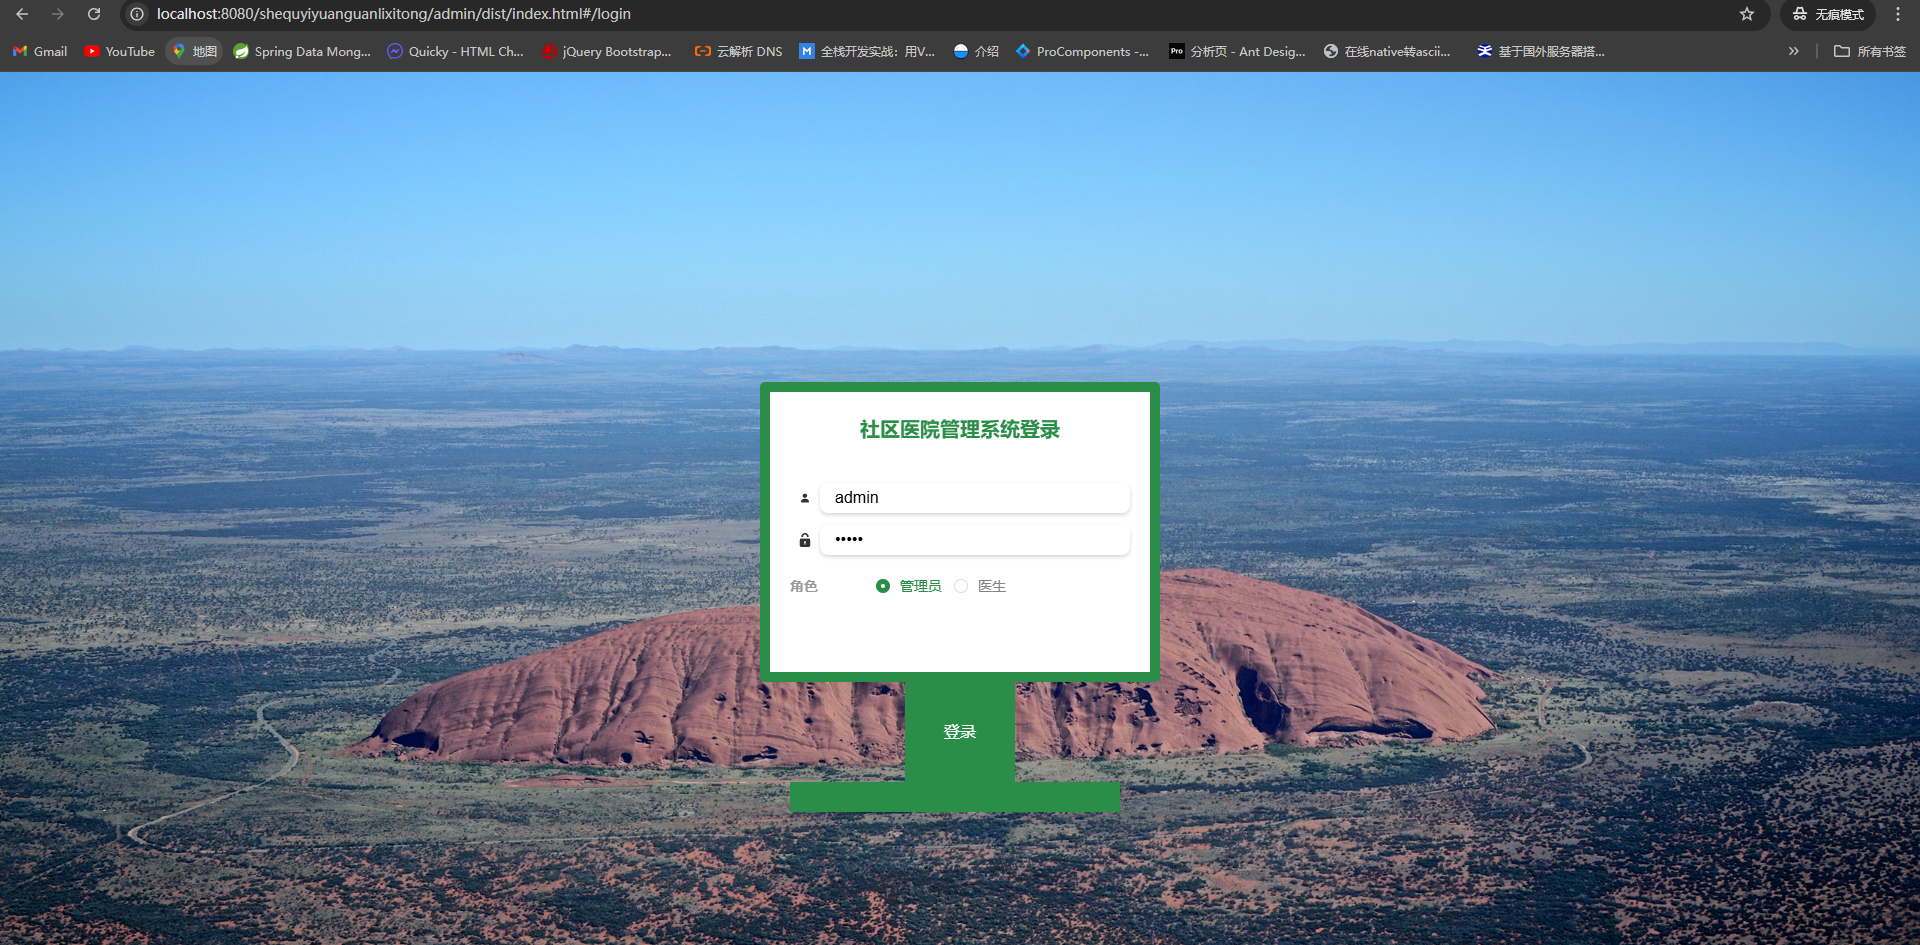 localhost:8080/shequyiyuanguanlixitong/admin/dist/index.html#/login
无痕模式
Gmail
YouTube
地图
Spring Data Mong...
Quicky - HTML Ch...
jQuery Bootstrap...
云解析 DNS
M 全栈开发实战：用V...
介绍
ProComponents -...
Pro 分析页 - Ant Desig...
在线native转ascii...
基于国外服务器搭...
所有书签
社区医院管理系统登录
admin
•••••
角色 管理员 医生
登录